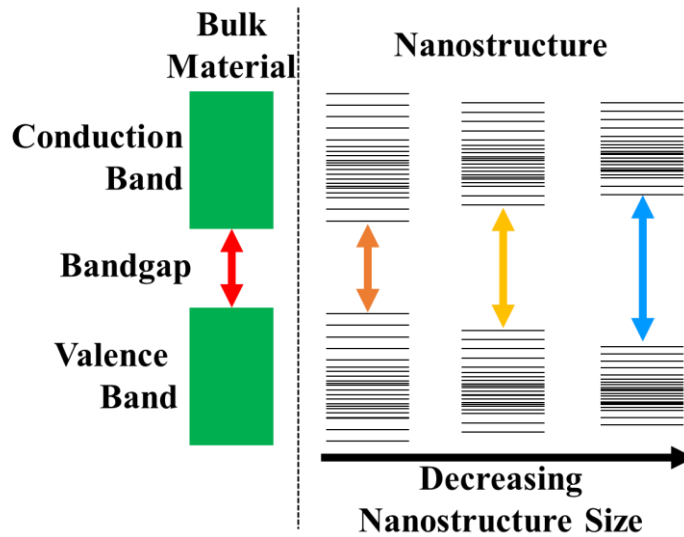 Bulk
Material
Nanostructure
Conduction
Band
Bandgap
Valence
Band
Decreasing
Nanostructure Size